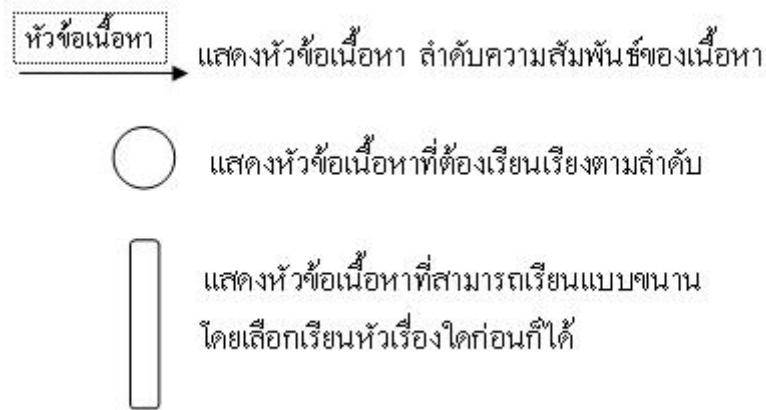 หัวข้อเนื้อหา
แสดงหัวข้อเนื้อหา ลำดับความสัมพันธ์ของเนื้อหา
แสดงหัวข้อเนื้อหาที่ต้องเรียนเรียงตามลำดับ
แสดงหัวข้อเนื้อหาที่สามารถเรียนแบบขนาน
โดยเลือกเรียนหัวเรื่องใดก่อนก็ได้